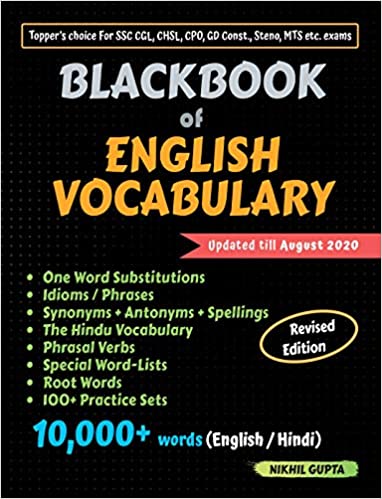 Topper's choice For SSC CGL, CHSL, CPO, GD Const., Steno, MTS etc. exams
BLACKBOOK
of
ENGLISH
VOCABULARY
Updated till August 2020
• One Word Substitutions
• Idioms / Phrases
• Synonyms + Antonyms + Spellings
• The Hindu Vocabulary
• Phrasal Verbs
• Special Word-Lists
• Root Words
• 100+ Practice Sets
Revised
Edition
10,000+ words (English / Hindi)
NIKHIL GUPTA